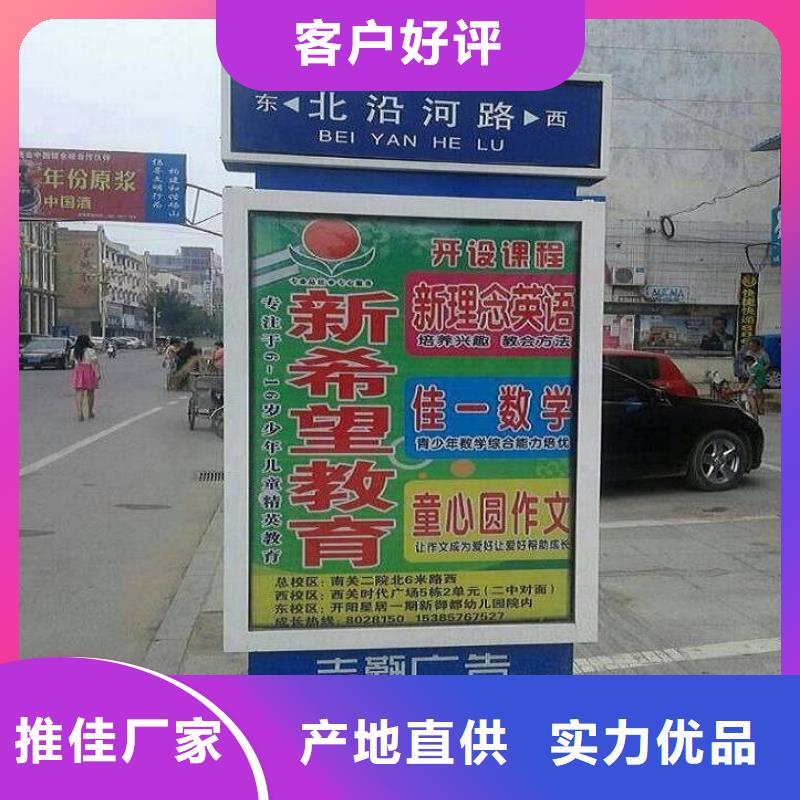 客户好评
东 ◀ 北沿河路 ▶ 西
BEI YAN HE LU
年份原浆
中国酒
开设课程
新希望教育
专注于6-16岁少年儿童精英教育
新理念英语
培养兴趣 教会方法
佳一数学
青少年数学综合能力培优
童心圆作文
让作文成为爱好让爱好帮助成长
总校区：南关二院北6米路西
西校区：西关时代广场5栋2单元（二中对面）
东校区：开阳星居一期新御都幼儿园院内
成长热线：8028150 15385767527
推佳厂家
产地直供 实力优品